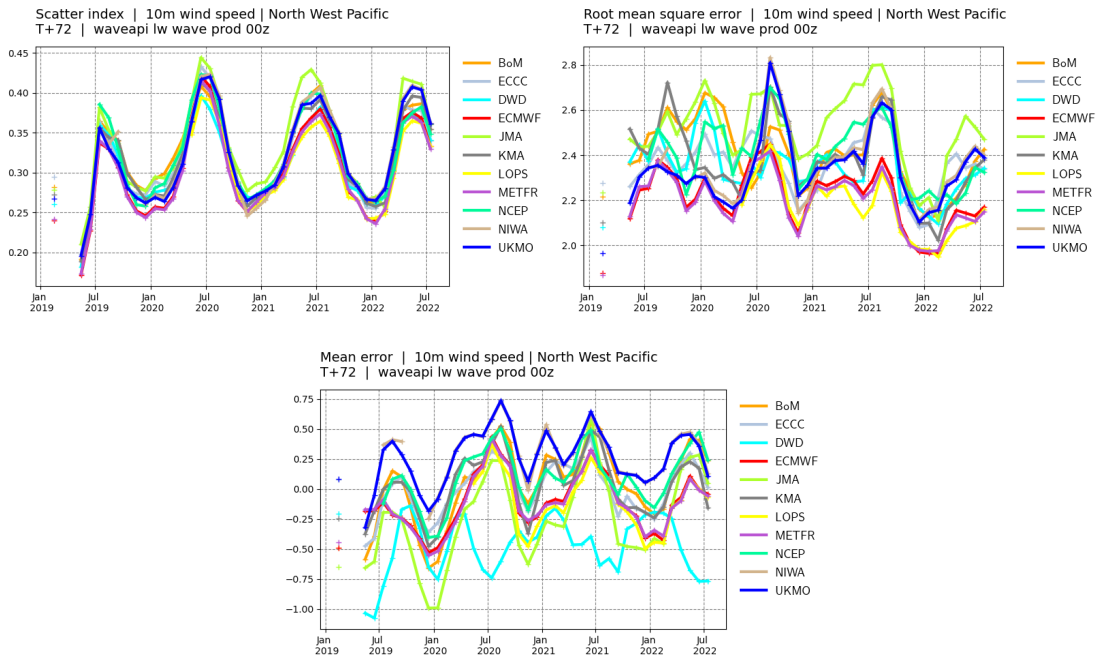 Scatter index | 10m wind speed | North West Pacific
T+72 | waveapi lw wave prod 00z
0.45
0.40
0.35
0.30
0.25
0.20
Jan
2019
Jul
2019
Jan
2020
Jul
2020
Jan
2021
Jul
2021
Jan
2022
Jul
2022
BoM
ECCC
DWD
ECMWF
JMA
KMA
LOPS
METFR
NCEP
NIWA
UKMO
Root mean square error | 10m wind speed | North West Pacific
T+72 | waveapi lw wave prod 00z
2.8
2.6
2.4
2.2
2.0
Jan
2019
Jul
2019
Jan
2020
Jul
2020
Jan
2021
Jul
2021
Jan
2022
Jul
2022
BoM
ECCC
DWD
ECMWF
JMA
KMA
LOPS
METFR
NCEP
NIWA
UKMO
Mean error | 10m wind speed | North West Pacific
T+72 | waveapi lw wave prod 00z
0.75
0.50
0.25
0.00
−0.25
−0.50
−0.75
−1.00
Jan
2019
Jul
2019
Jan
2020
Jul
2020
Jan
2021
Jul
2021
Jan
2022
Jul
2022
BoM
ECCC
DWD
ECMWF
JMA
KMA
LOPS
METFR
NCEP
NIWA
UKMO